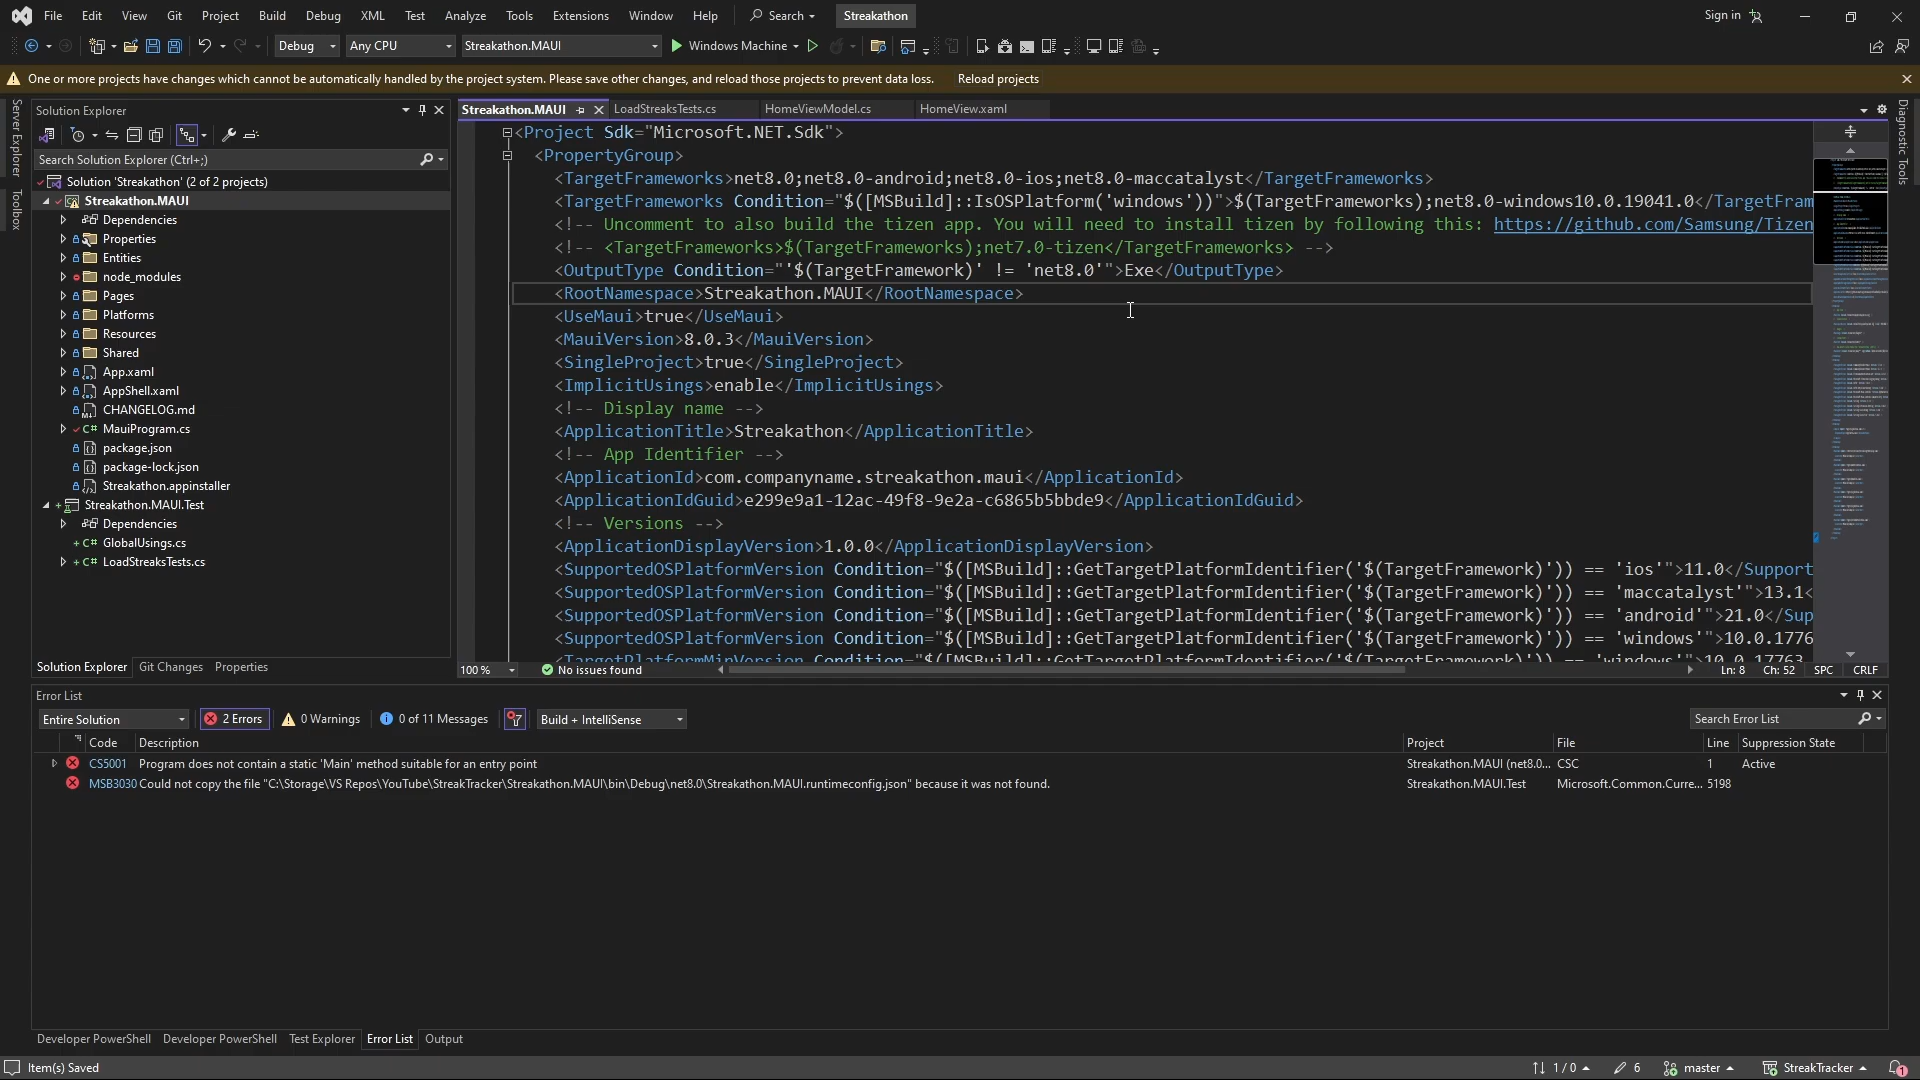 File Edit View Git Project Build Debug XML Test Analyze Tools Extensions Window Help Search Streakathon Sign in
Debug Any CPU Streakathon.MAUI Windows Machine
One or more projects have changes which cannot be automatically handled by the project system. Please save other changes, and reload those projects to prevent data loss. Reload projects
Server Explorer
Toolbox
Diagnostic Tools
Solution Explorer
Search Solution Explorer (Ctrl+;)
Solution 'Streakathon' (2 of 2 projects)
Streakathon.MAUI
Dependencies
Properties
Entities
node_modules
Pages
Platforms
Resources
Shared
App.xaml
AppShell.xaml
CHANGELOG.md
C# MauiProgram.cs
package.json
package-lock.json
Streakathon.appinstaller
Streakathon.MAUI.Test
Dependencies
C# GlobalUsings.cs
C# LoadStreaksTests.cs
Solution Explorer Git Changes Properties
Streakathon.MAUI LoadStreaksTests.cs HomeViewModel.cs HomeView.xaml
<Project Sdk="Microsoft.NET.Sdk">
<PropertyGroup>
<TargetFrameworks>net8.0;net8.0-android;net8.0-ios;net8.0-maccatalyst</TargetFrameworks>
<TargetFrameworks Condition="$([MSBuild]::IsOSPlatform('windows'))">$(TargetFrameworks);net8.0-windows10.0.19041.0</TargetFram
<!-- Uncomment to also build the tizen app. You will need to install tizen by following this: https://github.com/Samsung/Tizen
<!-- <TargetFrameworks>$(TargetFrameworks);net7.0-tizen</TargetFrameworks> -->
<OutputType Condition="'$(TargetFramework)' != 'net8.0'">Exe</OutputType>
<RootNamespace>Streakathon.MAUI</RootNamespace>
<UseMaui>true</UseMaui>
<MauiVersion>8.0.3</MauiVersion>
<SingleProject>true</SingleProject>
<ImplicitUsings>enable</ImplicitUsings>
<!-- Display name -->
<ApplicationTitle>Streakathon</ApplicationTitle>
<!-- App Identifier -->
<ApplicationId>com.companyname.streakathon.maui</ApplicationId>
<ApplicationIdGuid>e299e9a1-12ac-49f8-9e2a-c6865b5bbde9</ApplicationIdGuid>
<!-- Versions -->
<ApplicationDisplayVersion>1.0.0</ApplicationDisplayVersion>
<SupportedOSPlatformVersion Condition="$([MSBuild]::GetTargetPlatformIdentifier('$(TargetFramework)')) == 'ios'">11.0</Support
<SupportedOSPlatformVersion Condition="$([MSBuild]::GetTargetPlatformIdentifier('$(TargetFramework)')) == 'maccatalyst'">13.1<
<SupportedOSPlatformVersion Condition="$([MSBuild]::GetTargetPlatformIdentifier('$(TargetFramework)')) == 'android'">21.0</Sup
<SupportedOSPlatformVersion Condition="$([MSBuild]::GetTargetPlatformIdentifier('$(TargetFramework)')) == 'windows'">10.0.1776
<TargetPlatformMinVersion Condition="$([MSBuild]::GetTargetPlatformIdentifier('$(TargetFramework)')) == 'windows'">10.0.17763
100 % No issues found Ln: 8 Ch: 52 SPC CRLF
Error List
Entire Solution 2 Errors 0 Warnings 0 of 11 Messages Build + IntelliSense Search Error List
Code Description Project File Line Suppression State
CS5001 Program does not contain a static 'Main' method suitable for an entry point Streakathon.MAUI (net8.0... CSC 1 Active
MSB3030 Could not copy the file "C:\Storage\VS Repos\YouTube\StreakTracker\Streakathon.MAUI\bin\Debug\net8.0\Streakathon.MAUI.runtimeconfig.json" because it was not found. Streakathon.MAUI.Test Microsoft.Common.Curre... 5198
Developer PowerShell Developer PowerShell Test Explorer Error List Output
Item(s) Saved 1 / 0 6 master StreakTracker 1